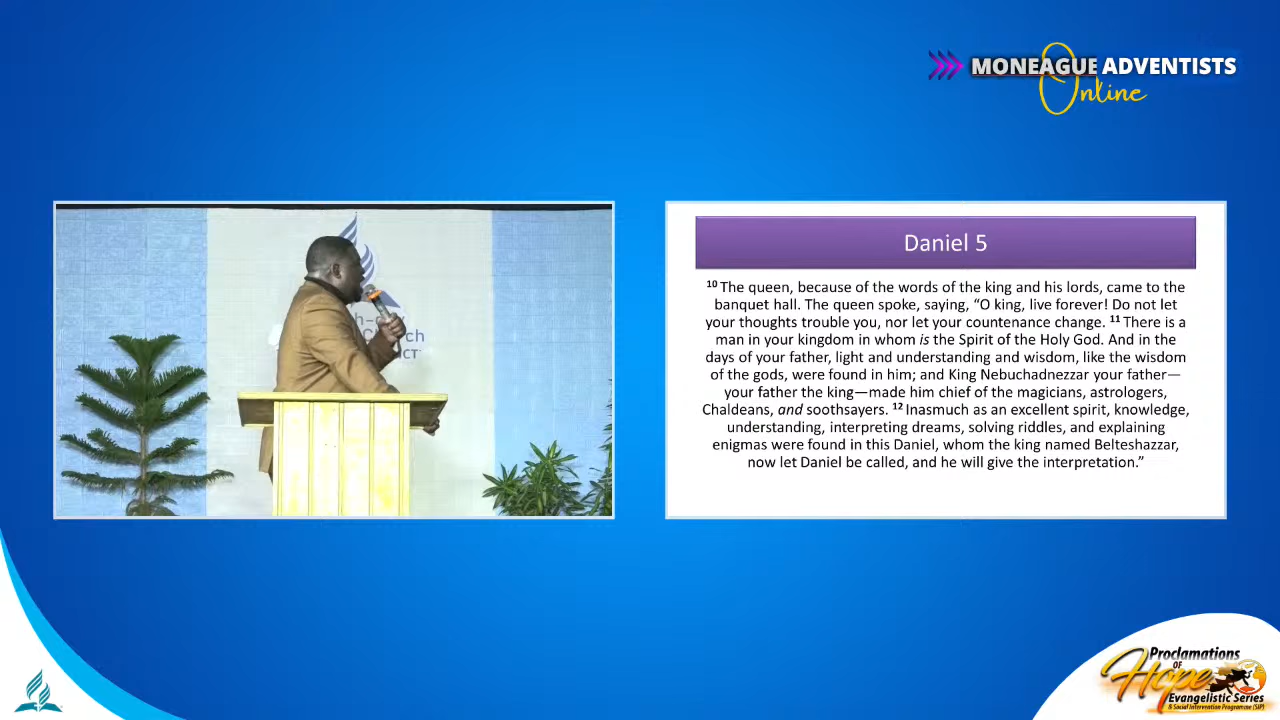 MONEAGUE ADVENTISTS
Online
Daniel 5
10 The queen, because of the words of the king and his lords, came to the
banquet hall. The queen spoke, saying, “O king, live forever! Do not let
your thoughts trouble you, nor let your countenance change. 11 There is a
man in your kingdom in whom is the Spirit of the Holy God. And in the
days of your father, light and understanding and wisdom, like the wisdom
of the gods, were found in him; and King Nebuchadnezzar your father—
your father the king—made him chief of the magicians, astrologers,
Chaldeans, and soothsayers. 12 Inasmuch as an excellent spirit, knowledge,
understanding, interpreting dreams, solving riddles, and explaining
enigmas were found in this Daniel, whom the king named Belteshazzar,
now let Daniel be called, and he will give the interpretation.”
Proclamations
OF
Hope
Evangelistic Series
& Social Intervention Programme (SIP)